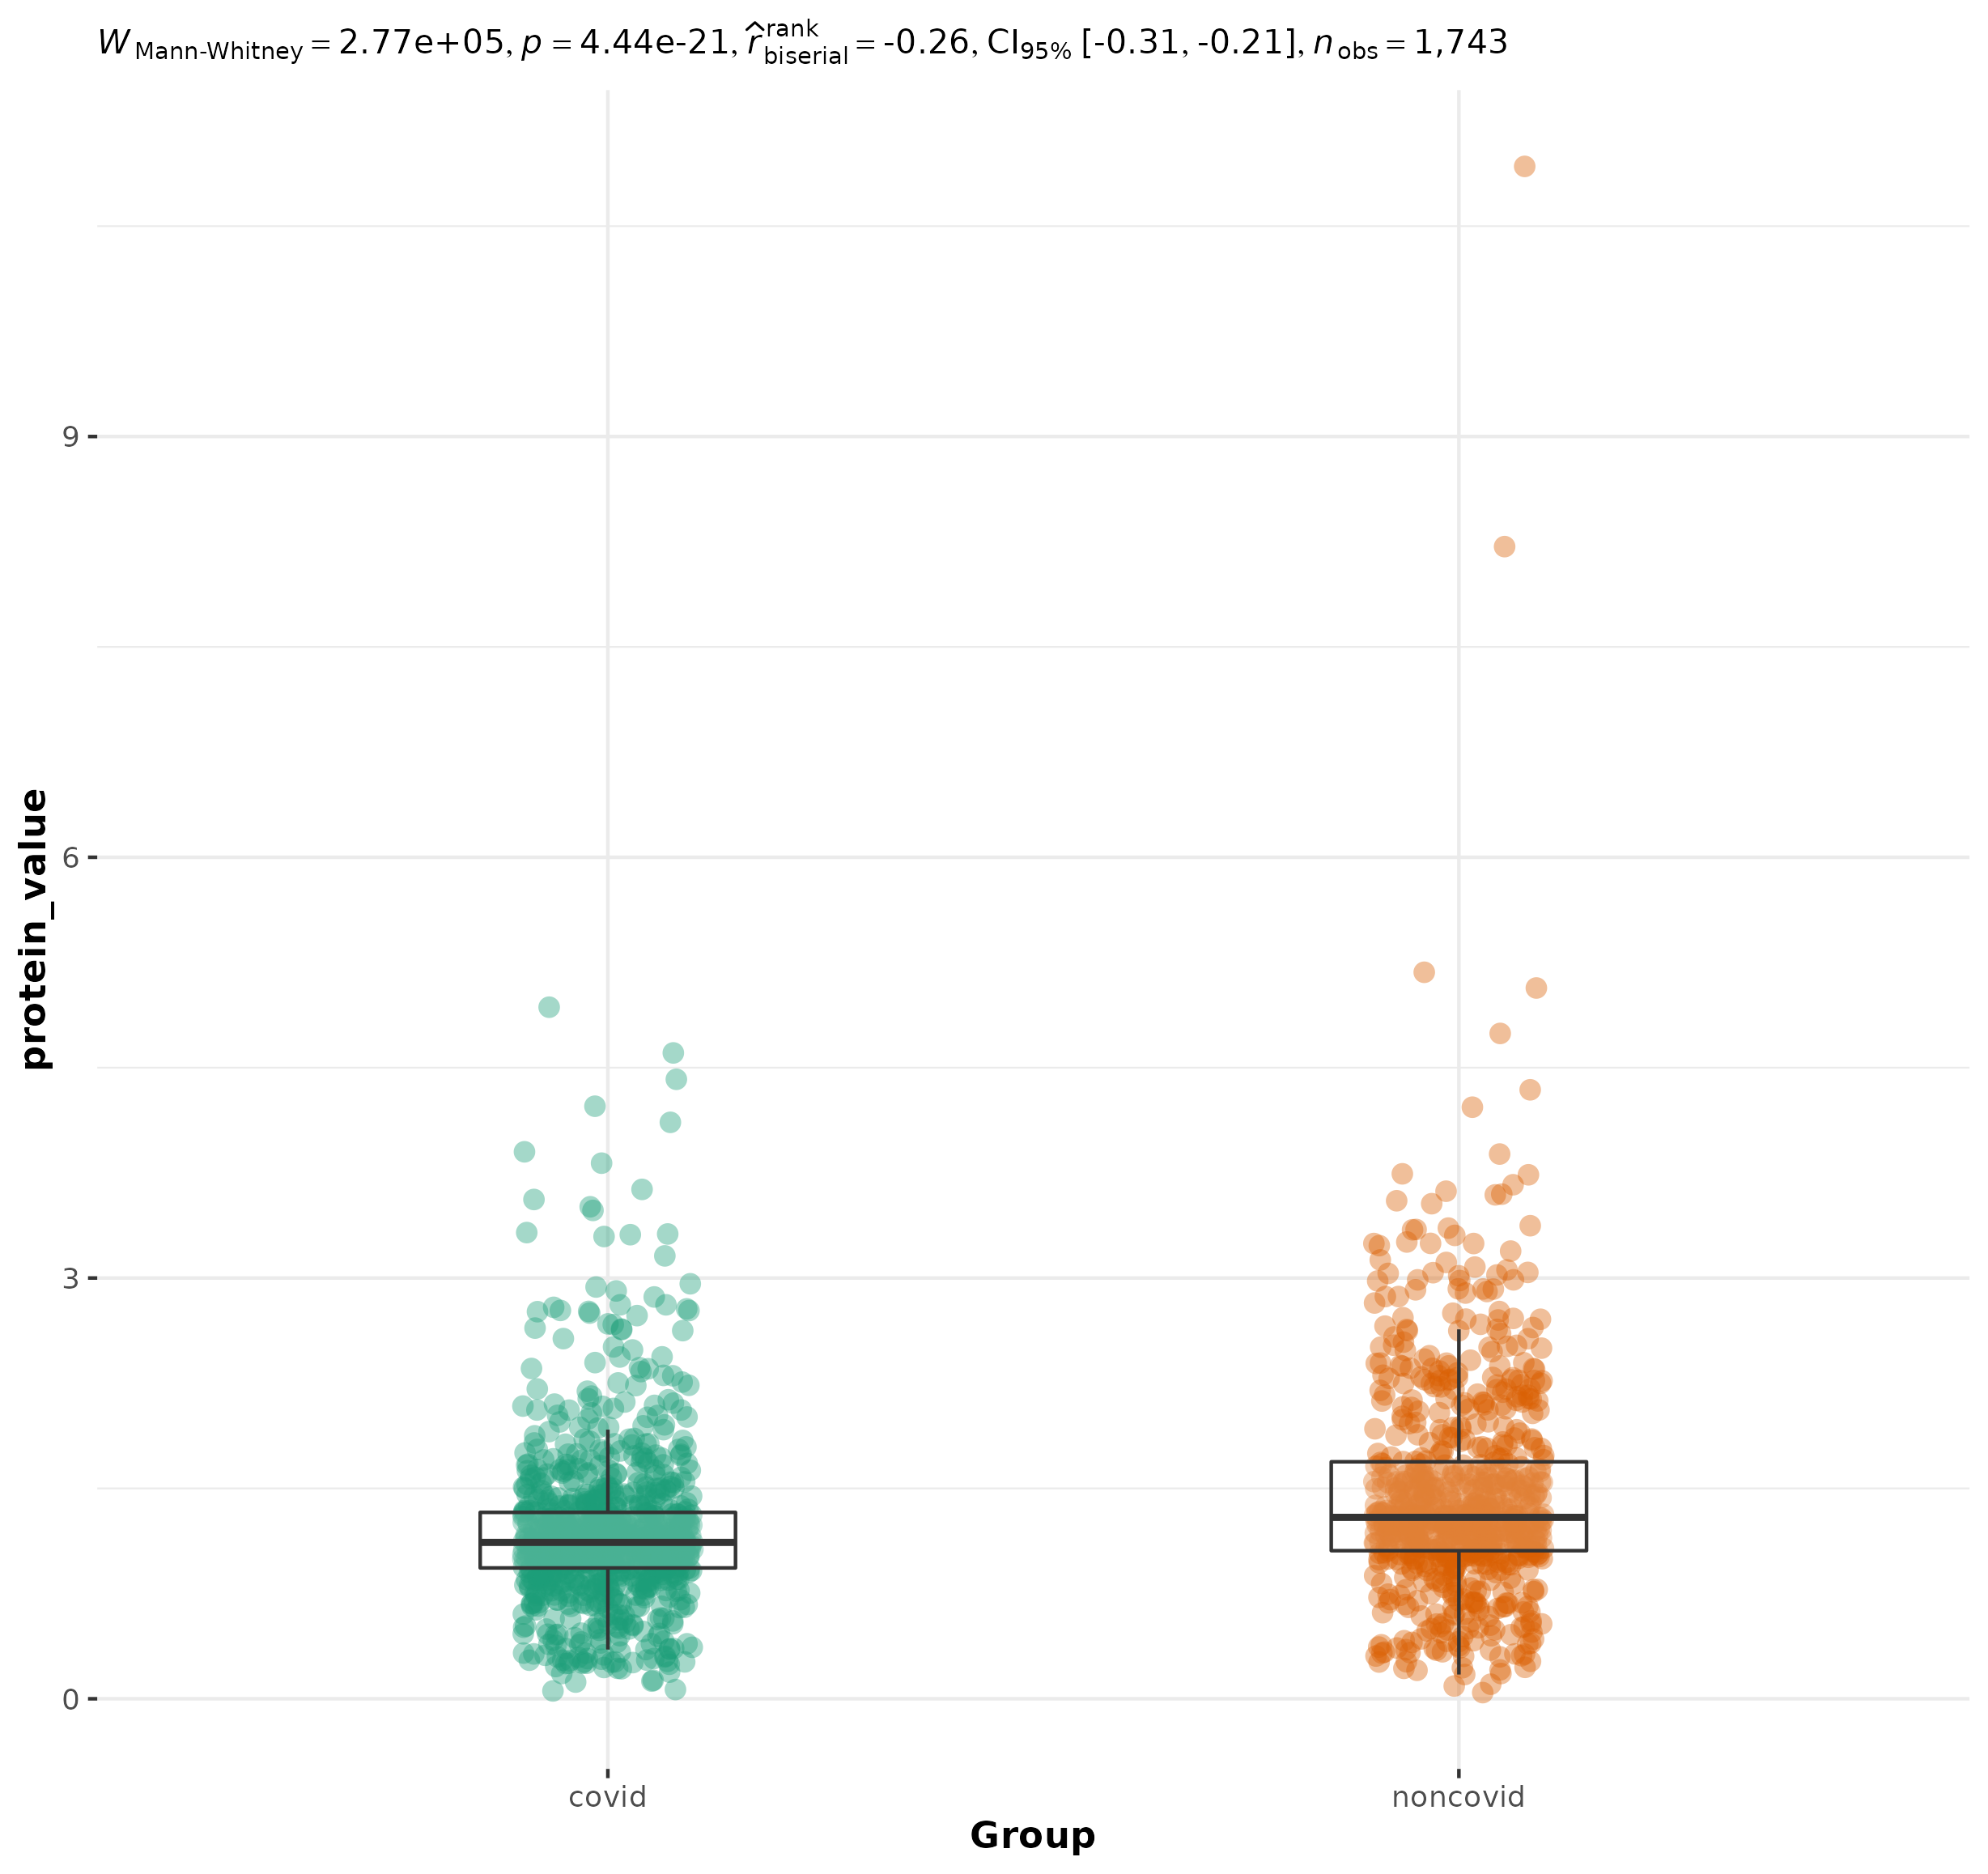 W Mann-Whitney = 2.77e+05, p = 4.44e-21, r̂ rank biserial = -0.26, CI95% [-0.31, -0.21], n obs = 1,743
protein_value
9
6
3
0
covid noncovid
Group